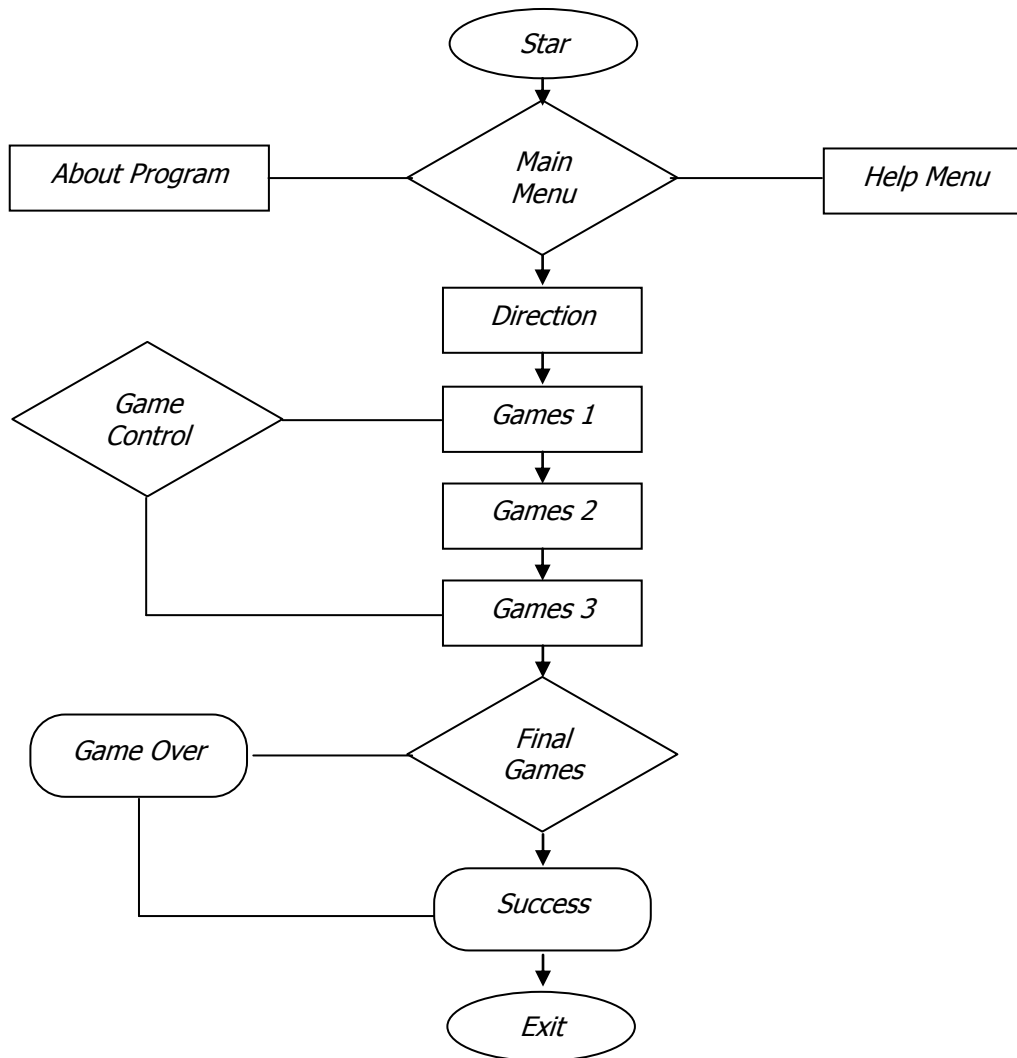 Star
Main
Menu
About Program
Help Menu
Direction
Game
Control
Games 1
Games 2
Games 3
Game Over
Final
Games
Success
Exit